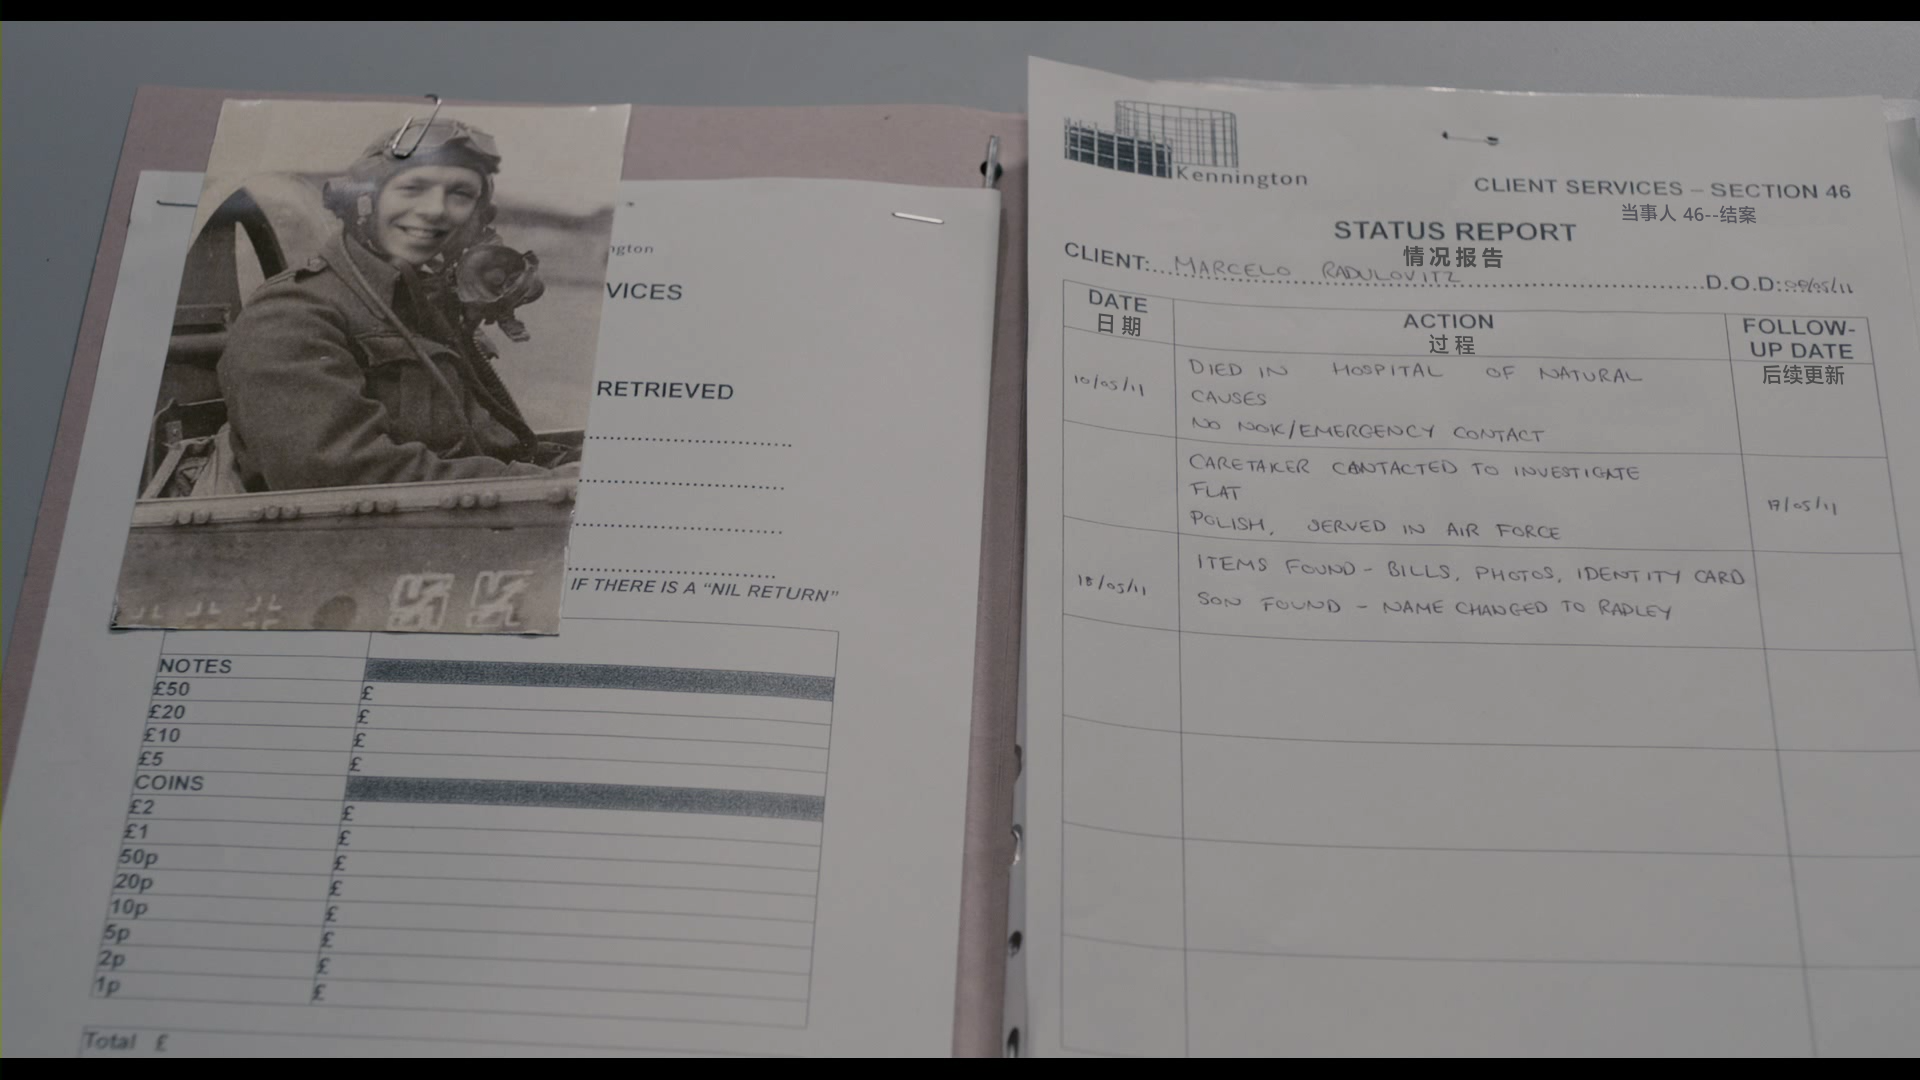 ngton
VICES
RETRIEVED
IF THERE IS A “NIL RETURN”
NOTES
£50 £
£20 £
£10 £
£5 £
COINS
£2 £
£1 £
50p £
20p £
10p £
5p £
2p £
1p £
Total £
Kennington
CLIENT SERVICES – SECTION 46
当事人 46--结案
STATUS REPORT
情况报告
CLIENT: MARCELO RADULOVITZ D.O.D:
DATE
日期
ACTION
过程
FOLLOW-
UP DATE
后续更新
10/05/11
DIED IN HOSPITAL OF NATURAL
CAUSES
NO NOK/EMERGENCY CONTACT
CARETAKER CONTACTED TO INVESTIGATE
FLAT
POLISH, SERVED IN AIR FORCE
17/05/11
18/05/11
ITEMS FOUND – BILLS, PHOTOS, IDENTITY CARD
SON FOUND – NAME CHANGED TO RADLEY